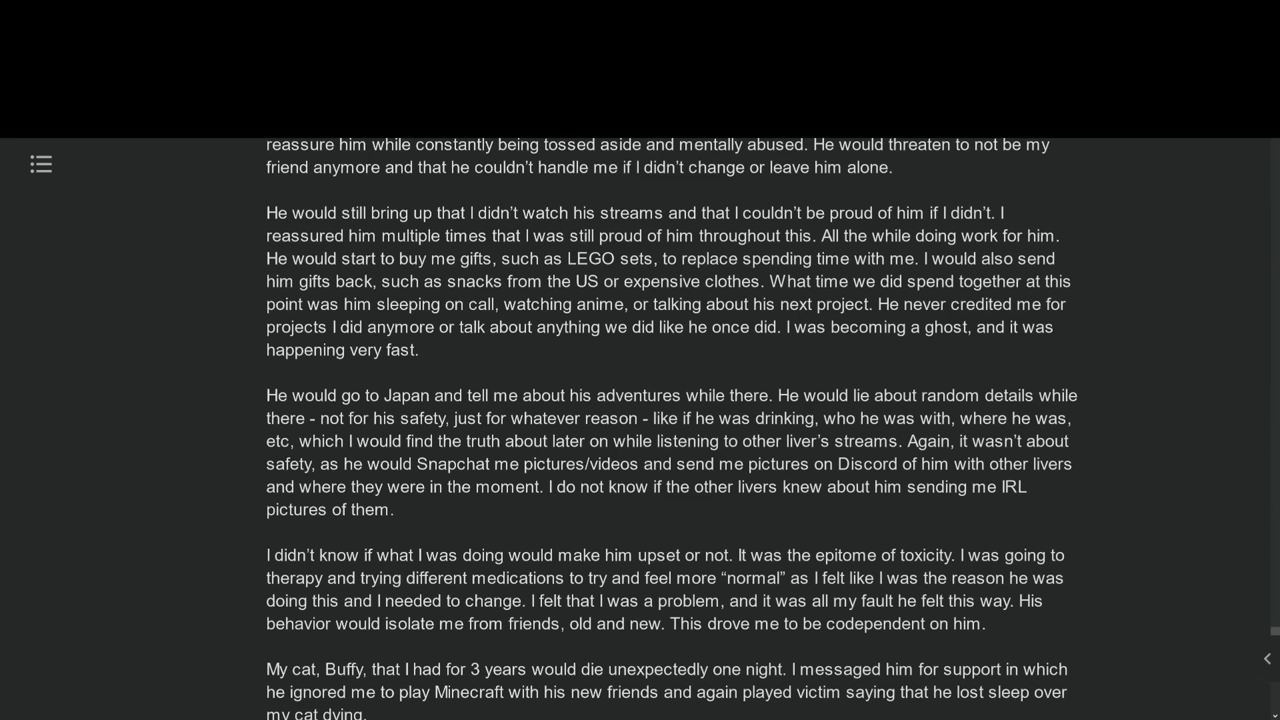 reassure him while constantly being tossed aside and mentally abused. He would threaten to not be my
friend anymore and that he couldn’t handle me if I didn’t change or leave him alone.
He would still bring up that I didn’t watch his streams and that I couldn’t be proud of him if I didn’t. I
reassured him multiple times that I was still proud of him throughout this. All the while doing work for him.
He would start to buy me gifts, such as LEGO sets, to replace spending time with me. I would also send
him gifts back, such as snacks from the US or expensive clothes. What time we did spend together at this
point was him sleeping on call, watching anime, or talking about his next project. He never credited me for
projects I did anymore or talk about anything we did like he once did. I was becoming a ghost, and it was
happening very fast.
He would go to Japan and tell me about his adventures while there. He would lie about random details while
there - not for his safety, just for whatever reason - like if he was drinking, who he was with, where he was,
etc, which I would find the truth about later on while listening to other liver’s streams. Again, it wasn’t about
safety, as he would Snapchat me pictures/videos and send me pictures on Discord of him with other livers
and where they were in the moment. I do not know if the other livers knew about him sending me IRL
pictures of them.
I didn’t know if what I was doing would make him upset or not. It was the epitome of toxicity. I was going to
therapy and trying different medications to try and feel more “normal” as I felt like I was the reason he was
doing this and I needed to change. I felt that I was a problem, and it was all my fault he felt this way. His
behavior would isolate me from friends, old and new. This drove me to be codependent on him.
My cat, Buffy, that I had for 3 years would die unexpectedly one night. I messaged him for support in which
he ignored me to play Minecraft with his new friends and again played victim saying that he lost sleep over
my cat dying.